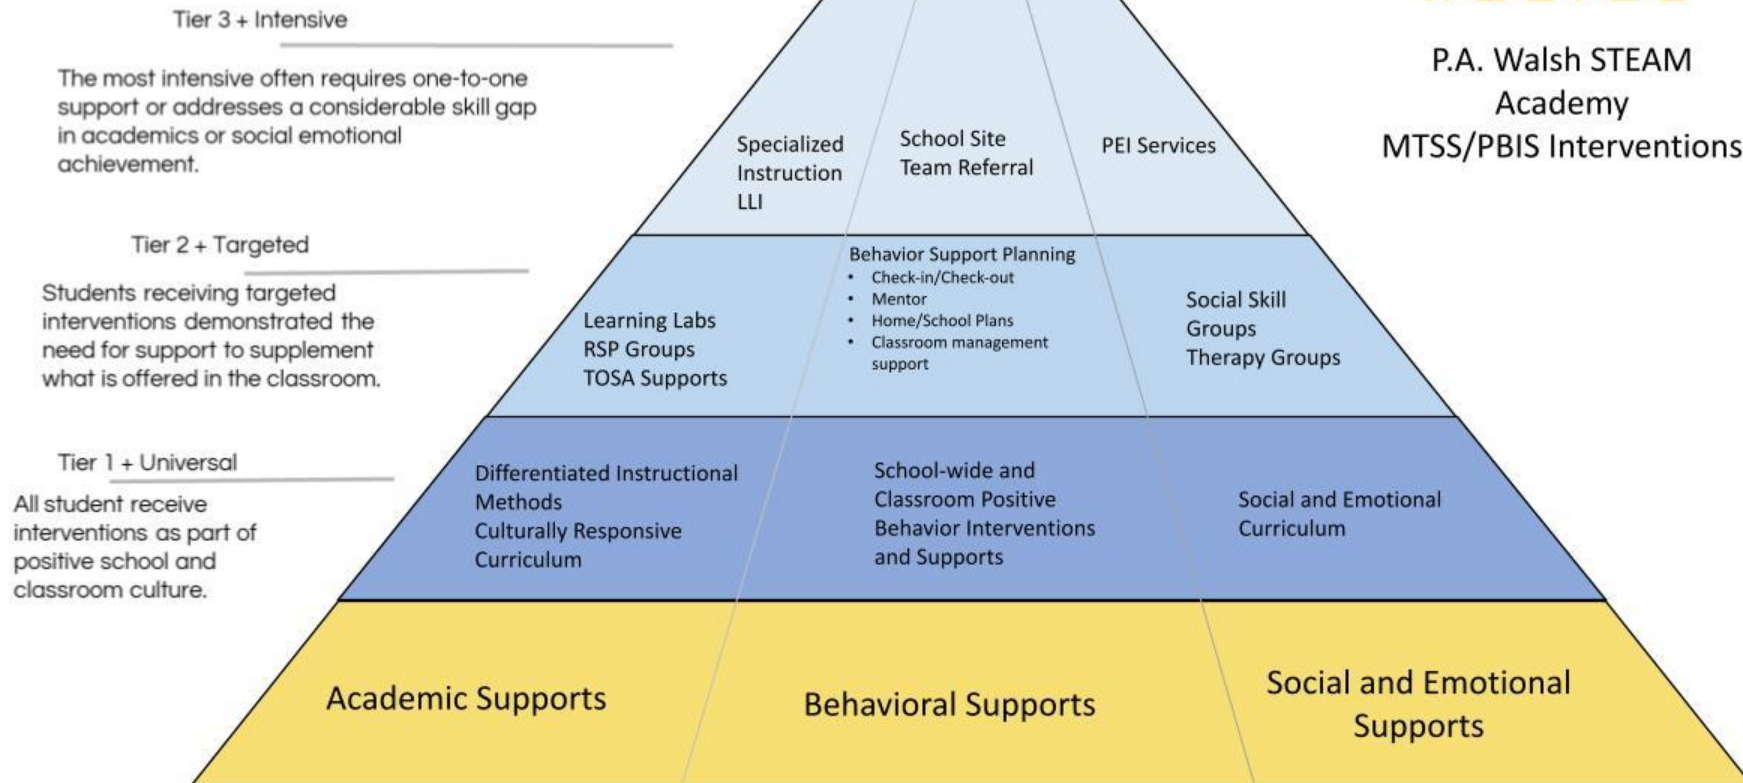 Tier 3 + Intensive
The most intensive often requires one-to-one
support or addresses a considerable skill gap
in academics or social emotional
achievement.
P.A. Walsh STEAM
Academy
MTSS/PBIS Interventions
Specialized
Instruction
LLI
School Site
Team Referral
PEI Services
Tier 2 + Targeted
Students receiving targeted
interventions demonstrated the
need for support to supplement
what is offered in the classroom.
Learning Labs
RSP Groups
TOSA Supports
Behavior Support Planning
• Check-in/Check-out
• Mentor
• Home/School Plans
• Classroom management
support
Social Skill
Groups
Therapy Groups
Tier 1 + Universal
All student receive
interventions as part of
positive school and
classroom culture.
Differentiated Instructional
Methods
Culturally Responsive
Curriculum
School-wide and
Classroom Positive
Behavior Interventions
and Supports
Social and Emotional
Curriculum
Academic Supports
Behavioral Supports
Social and Emotional
Supports